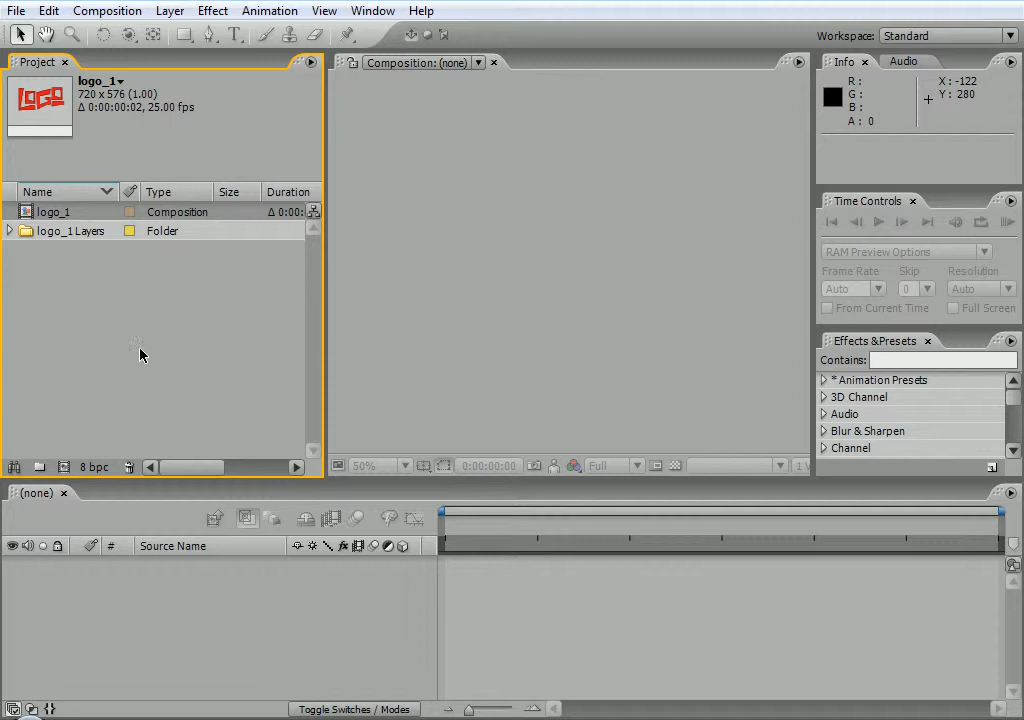 File Edit Composition Layer Effect Animation View Window Help
Workspace: Standard
Project
logo_1
720 x 576 (1.00)
Δ 0:00:00:02, 25.00 fps
LOGO
Name Type Size Duration
logo_1 Composition Δ 0:00:
logo_1 Layers Folder
8 bpc
Composition: (none)
50% 0:00:00:00 Full 1 V
Info Audio
R :
G :
B :
A : 0
X : -122
Y : 280
Time Controls
RAM Preview Options
Frame Rate Skip Resolution
Auto 0 Auto
From Current Time Full Screen
Effects & Presets
Contains:
* Animation Presets
3D Channel
Audio
Blur & Sharpen
Channel
(none)
# Source Name
Toggle Switches / Modes